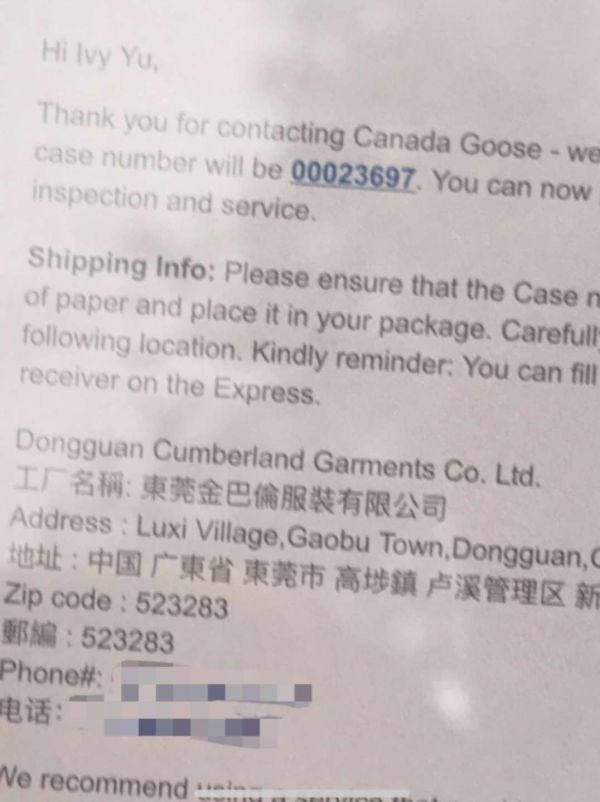 Hi Ivy Yu,
Thank you for contacting Canada Goose - we
case number will be 00023697. You can now
inspection and service.
Shipping Info: Please ensure that the Case
of paper and place it in your package. Carefull
following location. Kindly reminder: You can fill
receiver on the Express.
Dongguan Cumberland Garments Co. Ltd.
工厂名稱: 東莞金巴倫服裝有限公司
Address : Luxi Village,Gaobu Town,Dongguan,
地址 : 中国 广東省 東莞市 高埗鎮 卢溪管理区 新
Zip code : 523283
郵編 : 523283
Phone#:
电话:
We recommend using a service that